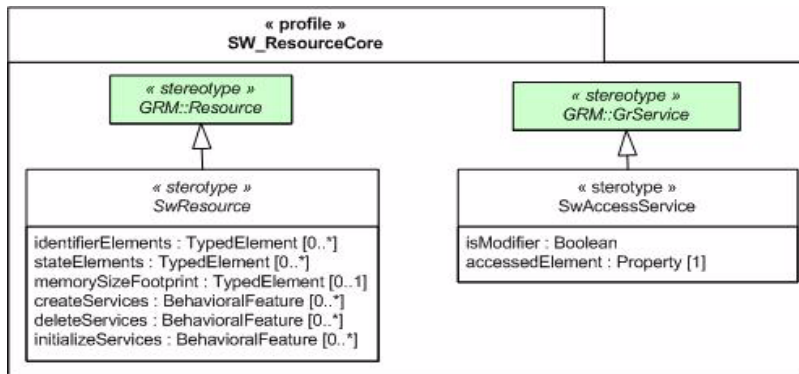 « profile »
SW_ResourceCore
« stereotype »
GRM::Resource
« stereotype »
GRM::GrService
« sterotype »
SwResource
identifierElements : TypedElement [0..*]
stateElements : TypedElement [0..*]
memorySizeFootprint : TypedElement [0..1]
createServices : BehavioralFeature [0..*]
deleteServices : BehavioralFeature [0..*]
initializeServices : BehavioralFeature [0..*]
« sterotype »
SwAccessService
isModifier : Boolean
accessedElement : Property [1]